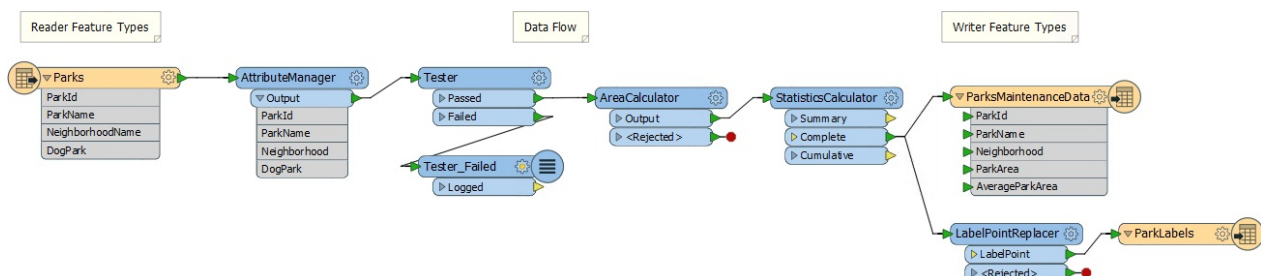 Reader Feature Types
Data Flow
Writer Feature Types
Parks
ParkId
ParkName
NeighborhoodName
DogPark
AttributeManager
Output
ParkId
ParkName
Neighborhood
DogPark
Tester
Passed
Failed
Tester_Failed
Logged
AreaCalculator
Output
<Rejected>
StatisticsCalculator
Summary
Complete
Cumulative
ParksMaintenanceData
ParkId
ParkName
Neighborhood
ParkArea
AverageParkArea
LabelPointReplacer
LabelPoint
<Rejected>
ParkLabels